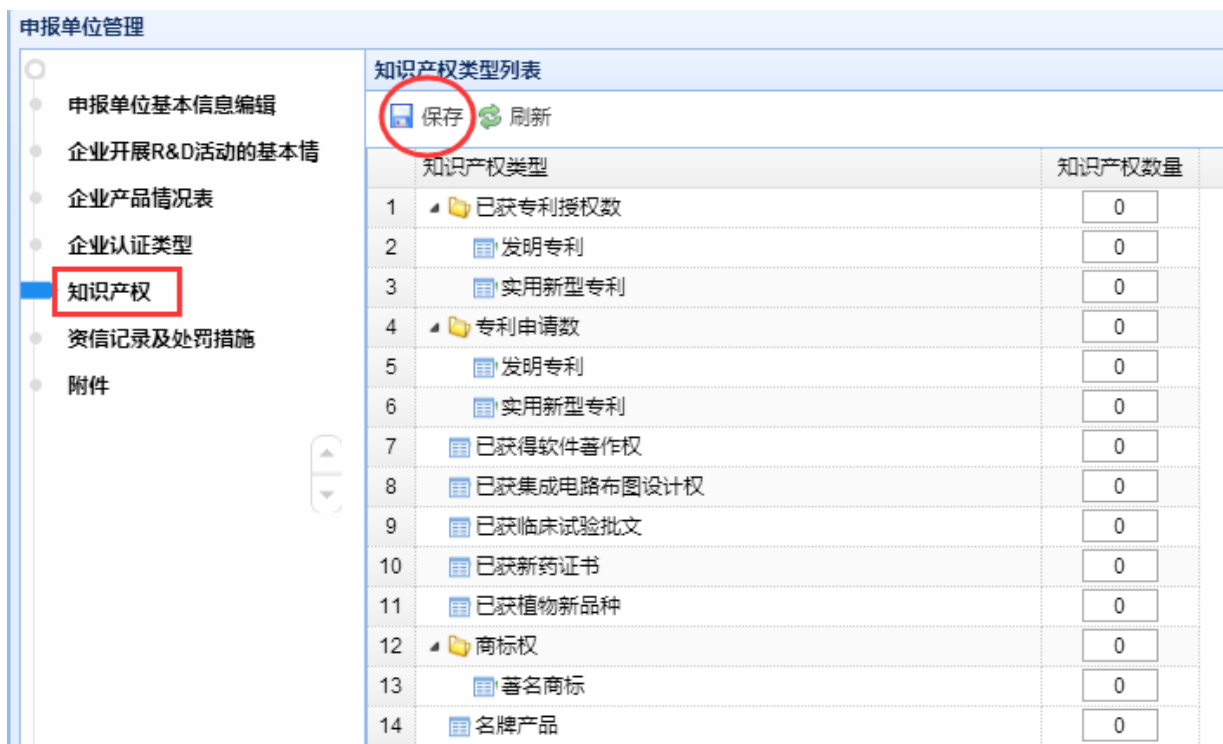 申报单位管理
申报单位基本信息编辑
企业开展R&D活动的基本情
企业产品情况表
企业认证类型
知识产权
资信记录及处罚措施
附件
知识产权类型列表
保存 刷新
知识产权类型 知识产权数量
1 已获专利授权数 0
2 发明专利 0
3 实用新型专利 0
4 专利申请数 0
5 发明专利 0
6 实用新型专利 0
7 已获得软件著作权 0
8 已获集成电路布图设计权 0
9 已获临床试验批文 0
10 已获新药证书 0
11 已获植物新品种 0
12 商标权 0
13 著名商标 0
14 名牌产品 0